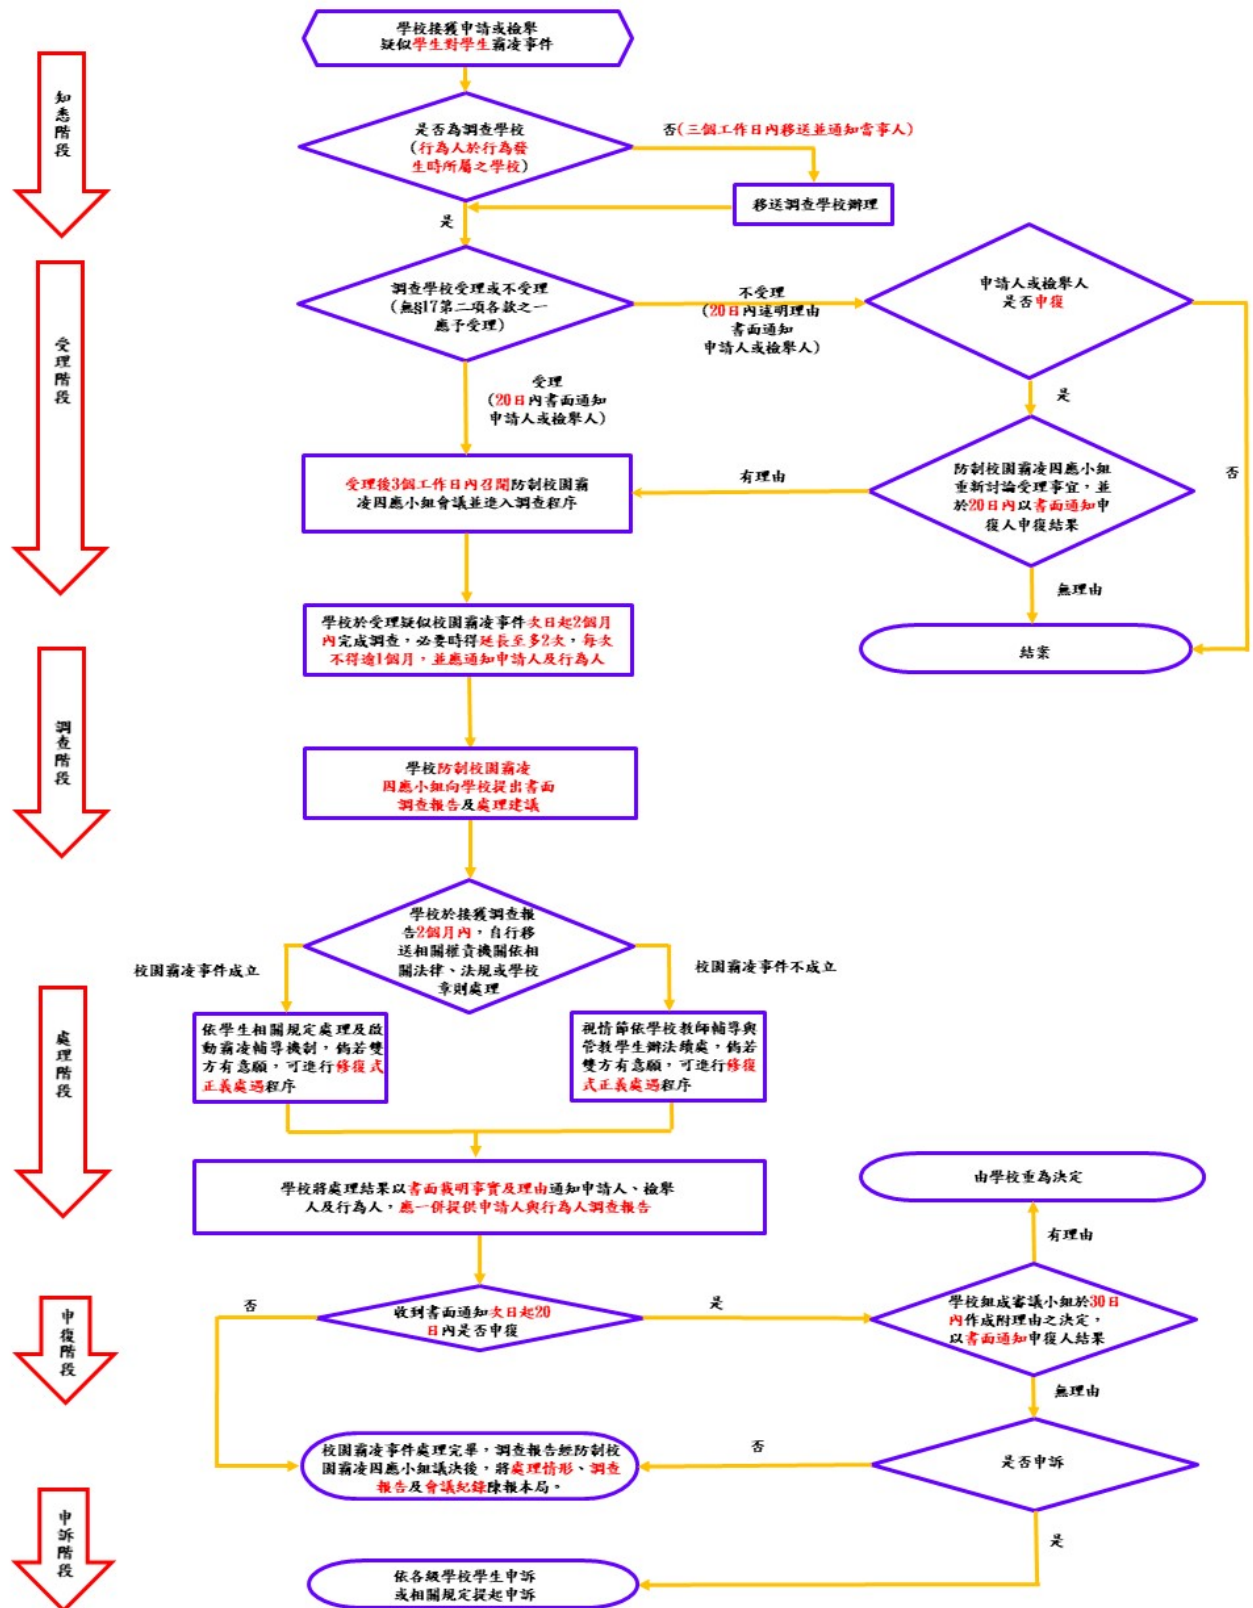 學校接獲申請或檢舉
疑似學生對學生霸凌事件
知悉階段
是否為調查學校
(行為人於行為發
生時所屬之學校)
否(三個工作日內移送並通知當事人)
移送調查學校辦理
是
受理階段
調查學校受理或不受理
(無§17第二項各款之一
應予受理)
不受理
(20日內述明理由
書面通知
申請人或檢舉人)
申請人或檢舉人
是否申復
受理
(20日內書面通知
申請人或檢舉人)
是
否
受理後3個工作日內召開防制校園霸
凌因應小組會議並進入調查程序
有理由
防制校園霸凌因應小組
重新討論受理事宜，並
於20日內以書面通知申
復人申復結果
無理由
結案
學校於受理疑似校園霸凌事件次日起2個月
內完成調查，必要時得延長至多2次，每次
不得逾1個月，並應通知申請人及行為人
調查階段
學校防制校園霸凌
因應小組向學校提出書面
調查報告及處理建議
學校於接獲調查報
告2個月內，自行移
送相關權責機關依相
關法律、法規或學校
章則處理
校園霸凌事件成立
校園霸凌事件不成立
處理階段
依學生相關規定處理及啟
動霸凌輔導機制，倘若雙
方有意願，可進行修復式
正義處遇程序
視情節依學校教師輔導與
管教學生辦法續處，倘若
雙方有意願，可進行修復
式正義處遇程序
學校將處理結果以書面載明事實及理由通知申請人、檢舉
人及行為人，應一併提供申請人與行為人調查報告
由學校重為決定
有理由
申復階段
否
收到書面通知次日起20
日內是否申復
是
學校組成審議小組於30日
內作成附理由之決定，
以書面通知申復人結果
無理由
校園霸凌事件處理完畢，調查報告經防制校
園霸凌因應小組議決後，將處理情形、調查
報告及會議紀錄陳報本局。
否
是否申訴
是
申訴階段
依各級學校學生申訴
或相關規定提起申訴